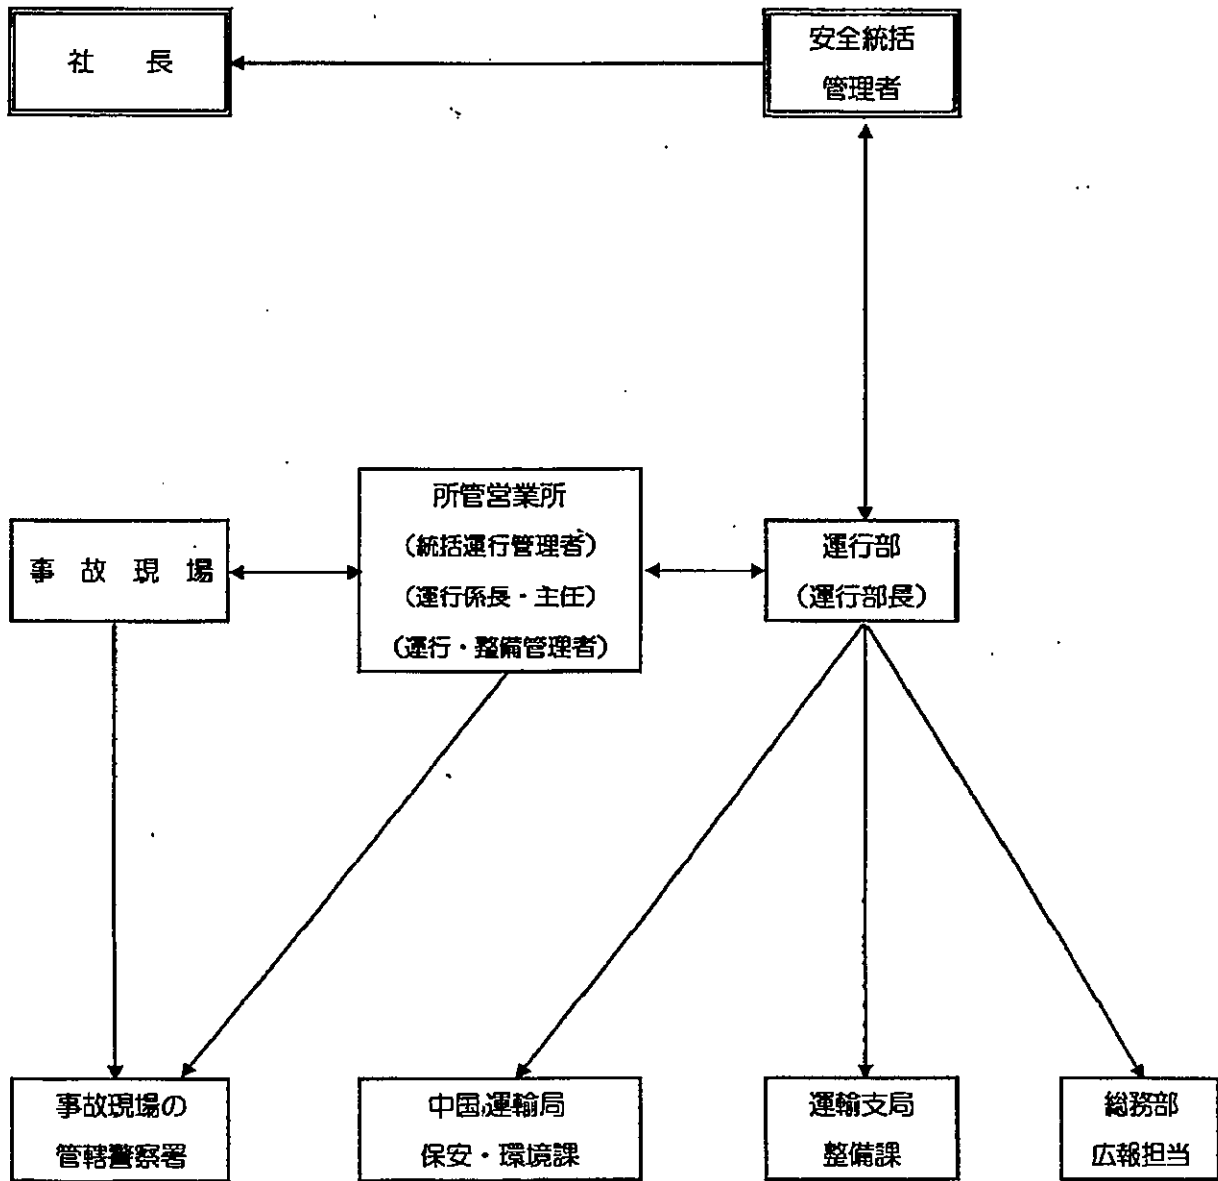 社 長
安全統括
管理者
所管営業所
(統括運行管理者)
(運行係長・主任)
(運行・整備管理者)
事 故 現 場
運行部
(運行部長)
事故現場の
管轄警察署
中国運輸局
保安・環境課
運輸支局
整備課
総務部
広報担当